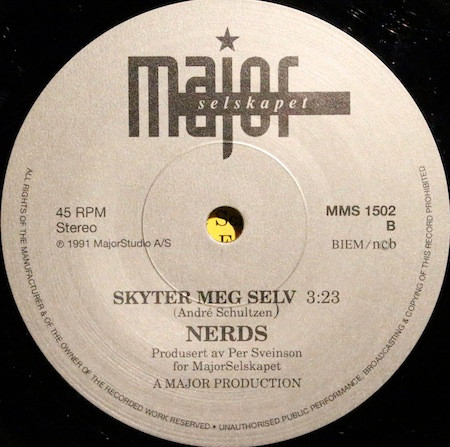 major
selskapet
45 RPM
Stereo
℗ 1991 MajorStudio A/S
MMS 1502
B
BIEM/ncb
SKYTER MEG SELV 3:23
(André Schultzen)
NERDS
Produsert av Per Sveinson
for MajorSelskapet
A MAJOR PRODUCTION
ALL RIGHTS OF THE MANUFACTURER & OF THE OWNER OF THE RECORDED WORK RESERVED • UNAUTHORISED PUBLIC PERFORMANCE, BROADCASTING & COPYING OF THIS RECORD PROHIBITED
S
E